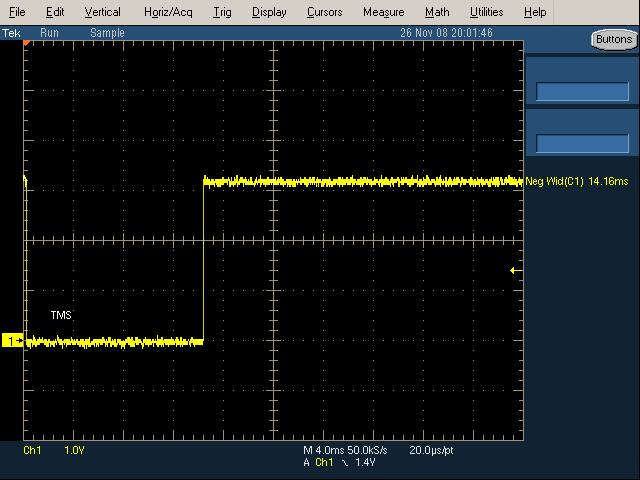 File Edit Vertical Horiz/Acq Trig Display Cursors Measure Math Utilities Help
Tek Run Sample 26 Nov 08 20:01:46 Buttons
Neg Wid(C1) 14.16ms
TMS
1
Ch1 1.0V M 4.0ms 50.0kS/s 20.0µs/pt
A Ch1 1.4V